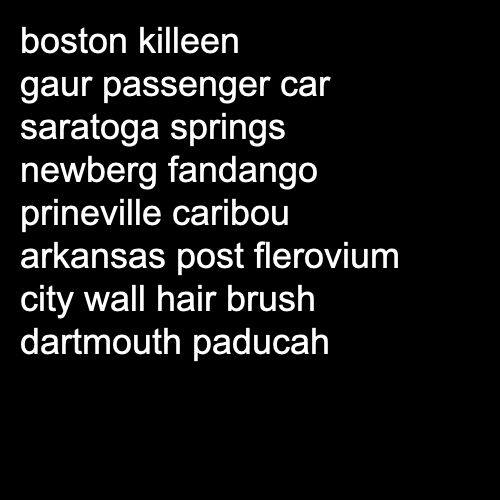 boston killeen
gaur passenger car
saratoga springs
newberg fandango
prineville caribou
arkansas post flerovium
city wall hair brush
dartmouth paducah